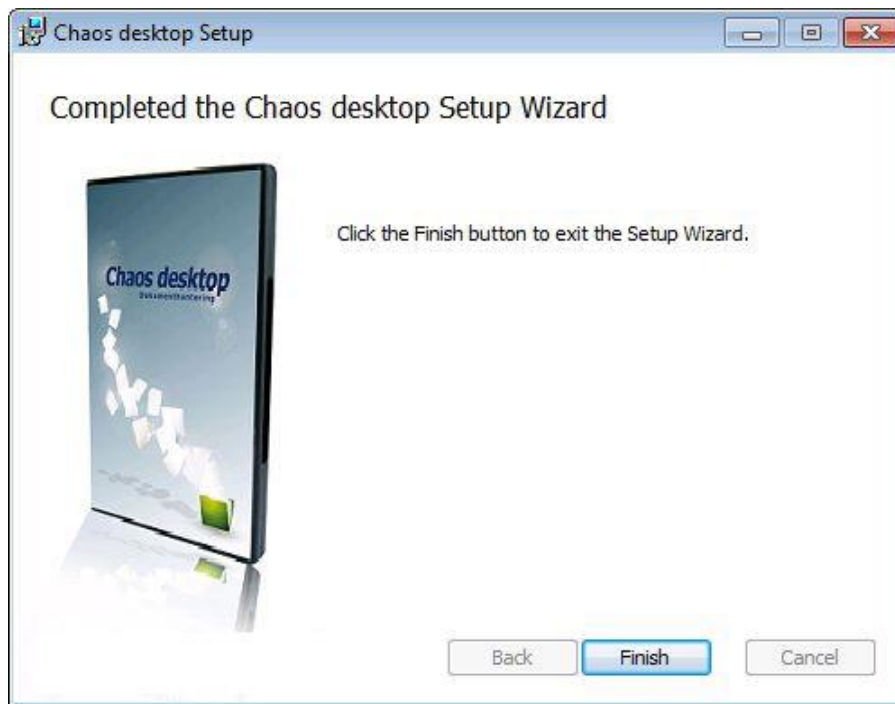 Chaos desktop Setup
Completed the Chaos desktop Setup Wizard
Click the Finish button to exit the Setup Wizard.
Chaos desktop
Dokumenthantering
Back
Finish
Cancel